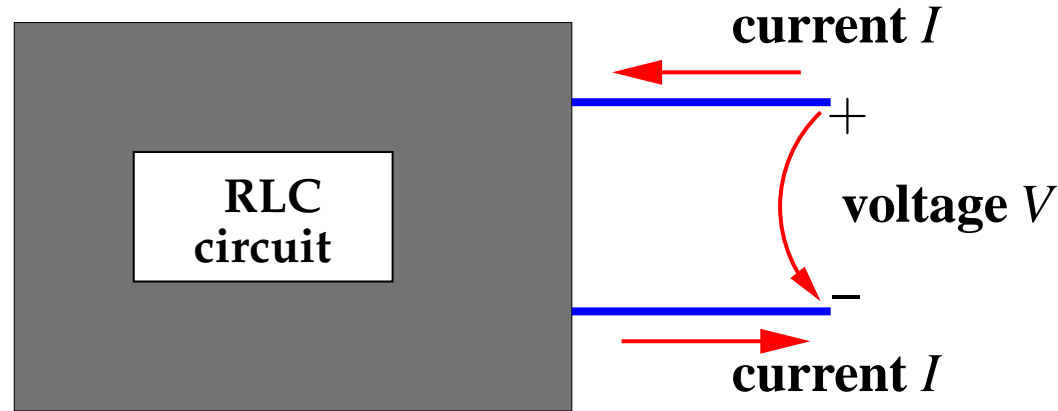 current I
+
RLC
circuit
voltage V
−
current I